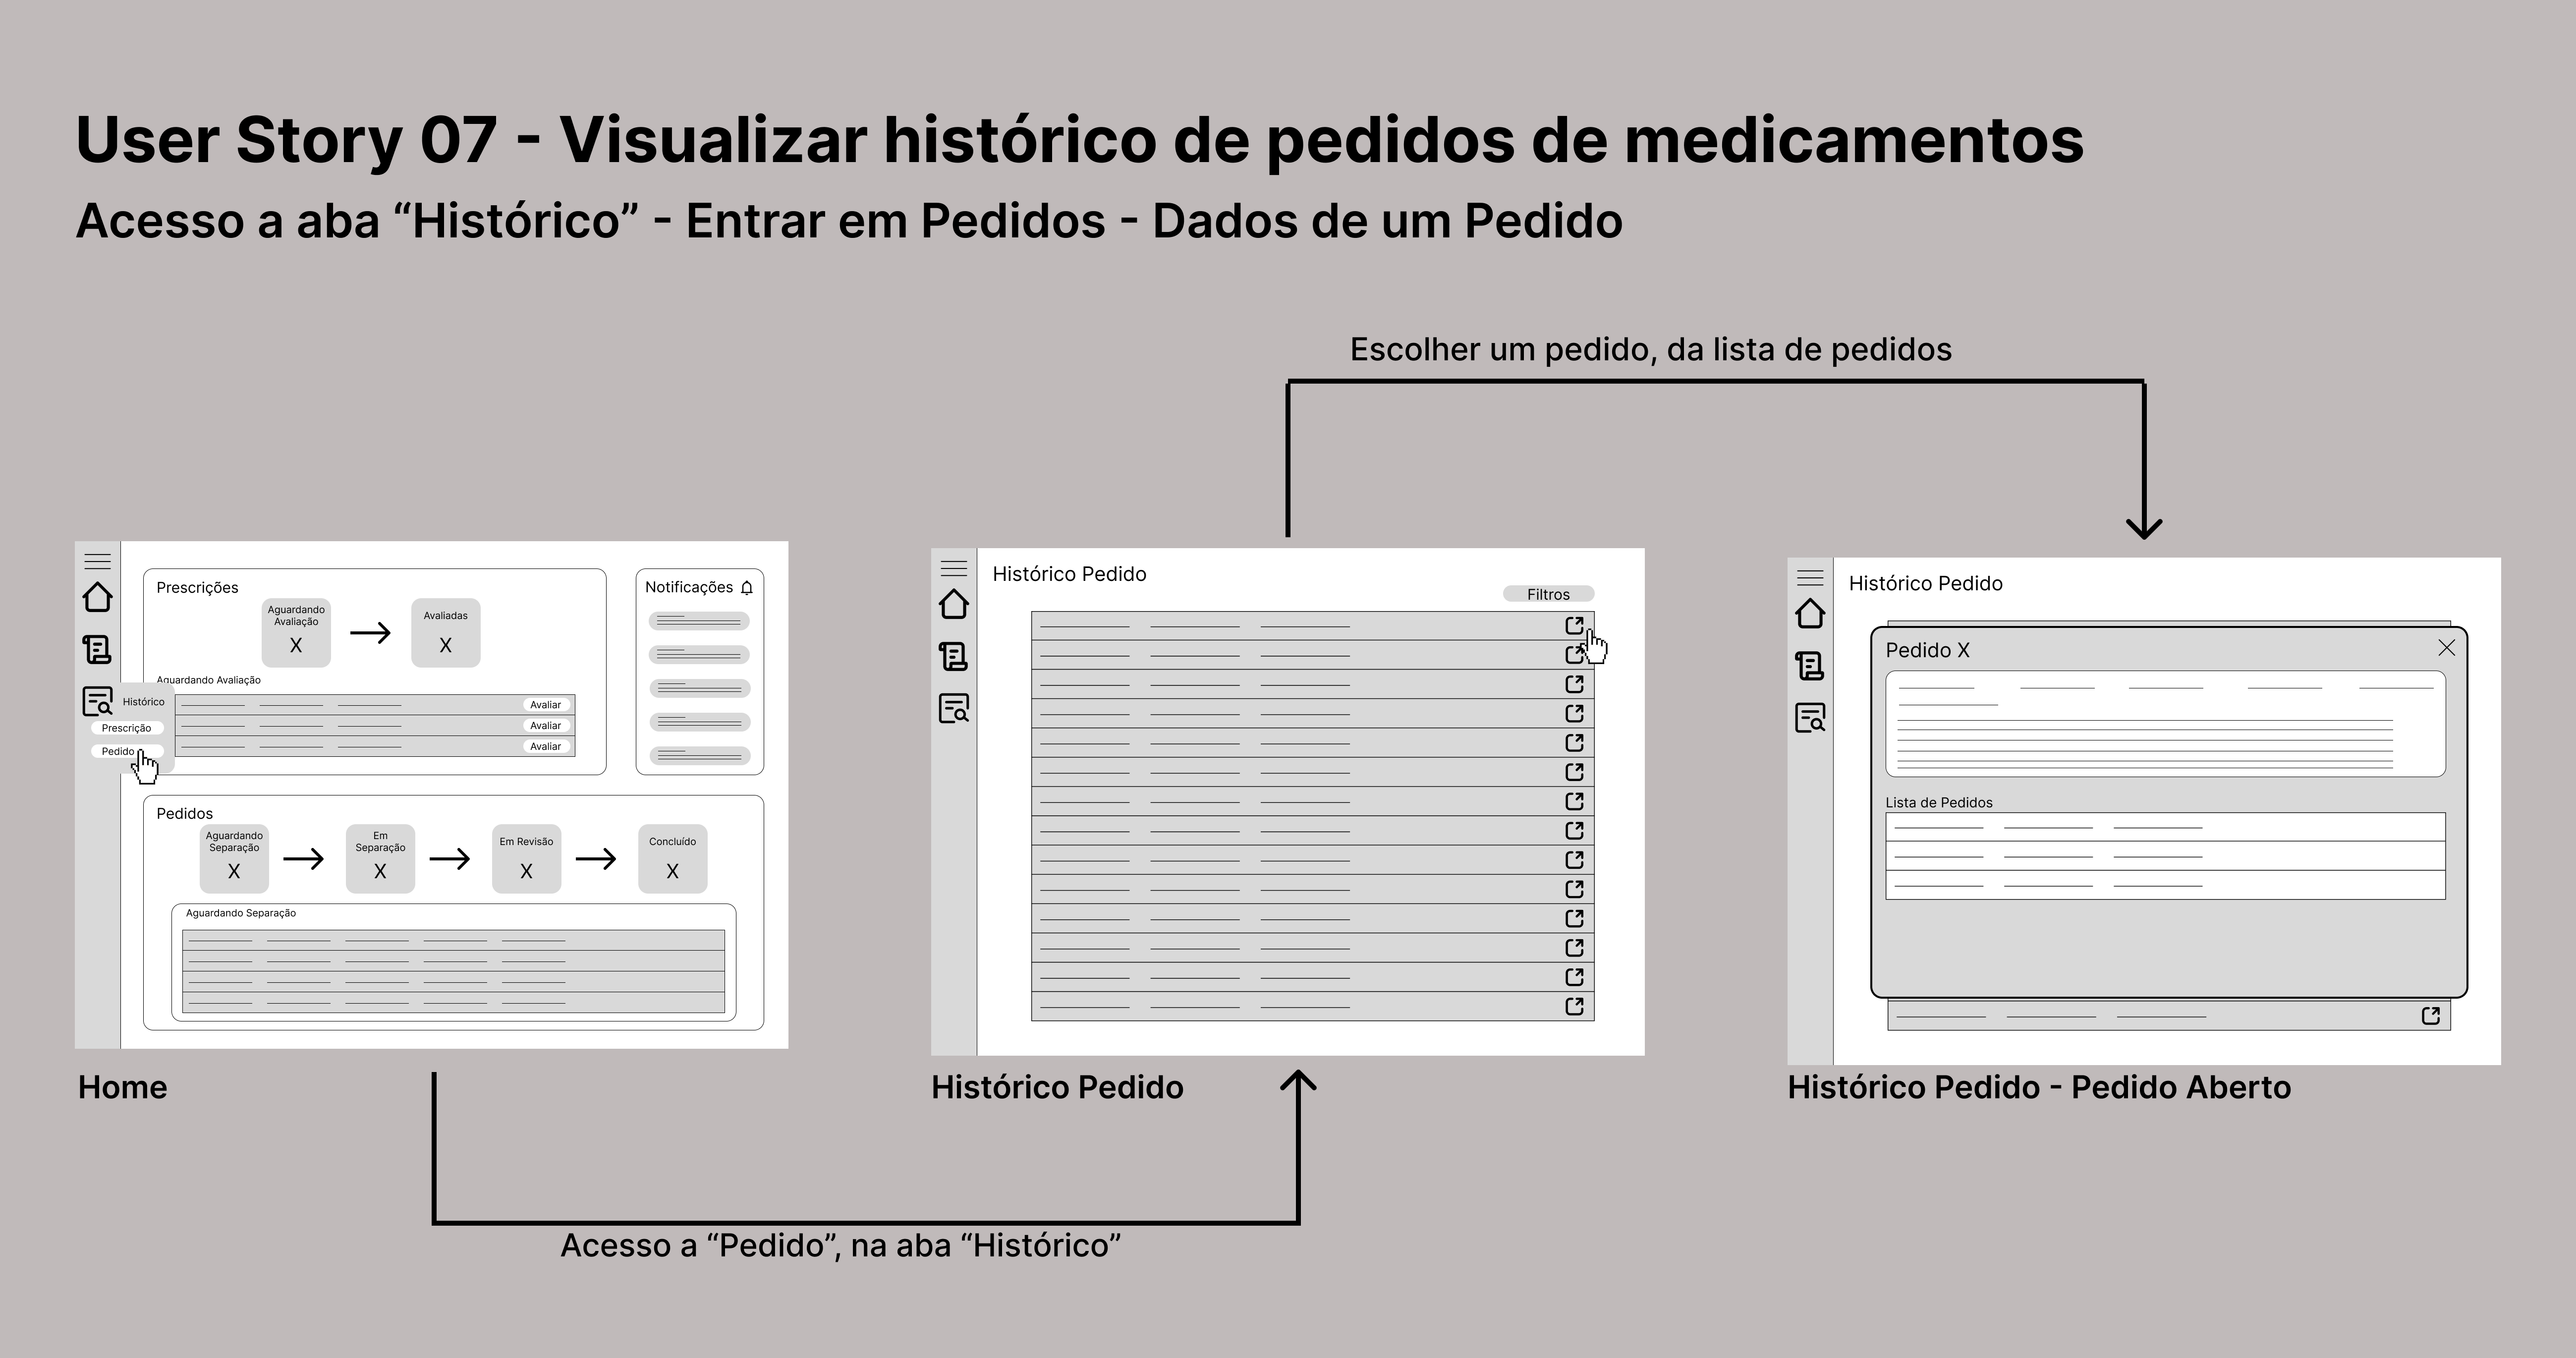 User Story 07 - Visualizar histórico de pedidos de medicamentos
Acesso a aba “Histórico” - Entrar em Pedidos - Dados de um Pedido
Escolher um pedido, da lista de pedidos
Prescrições
Aguardando
Avaliação
X
Avaliadas
X
Notificações
Aguardando Avaliação
Histórico
Prescrição
Pedido
Avaliar
Avaliar
Avaliar
Pedidos
Aguardando
Separação
X
Em
Separação
X
Em Revisão
X
Concluído
X
Aguardando Separação
Home
Histórico Pedido
Filtros
Histórico Pedido
Histórico Pedido
Pedido X
Lista de Pedidos
Histórico Pedido - Pedido Aberto
Acesso a “Pedido”, na aba “Histórico”